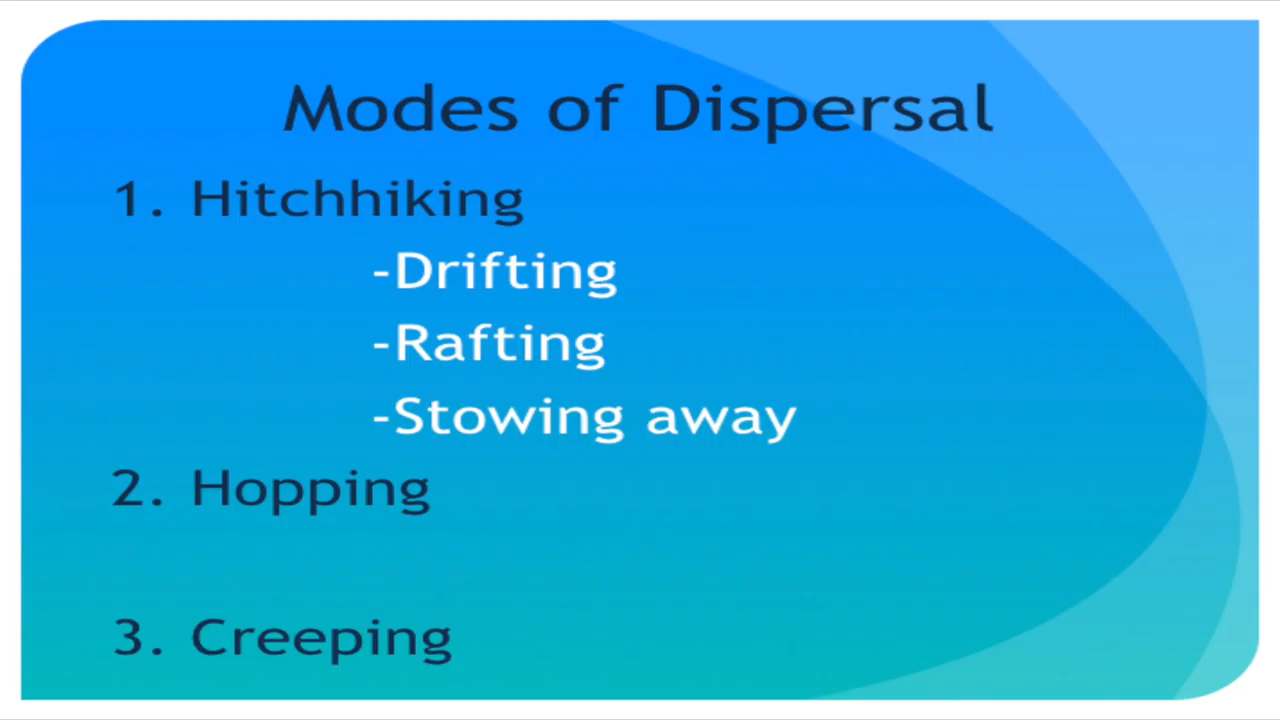 Modes of Dispersal
1. Hitchhiking
-Drifting
-Rafting
-Stowing away
2. Hopping
3. Creeping